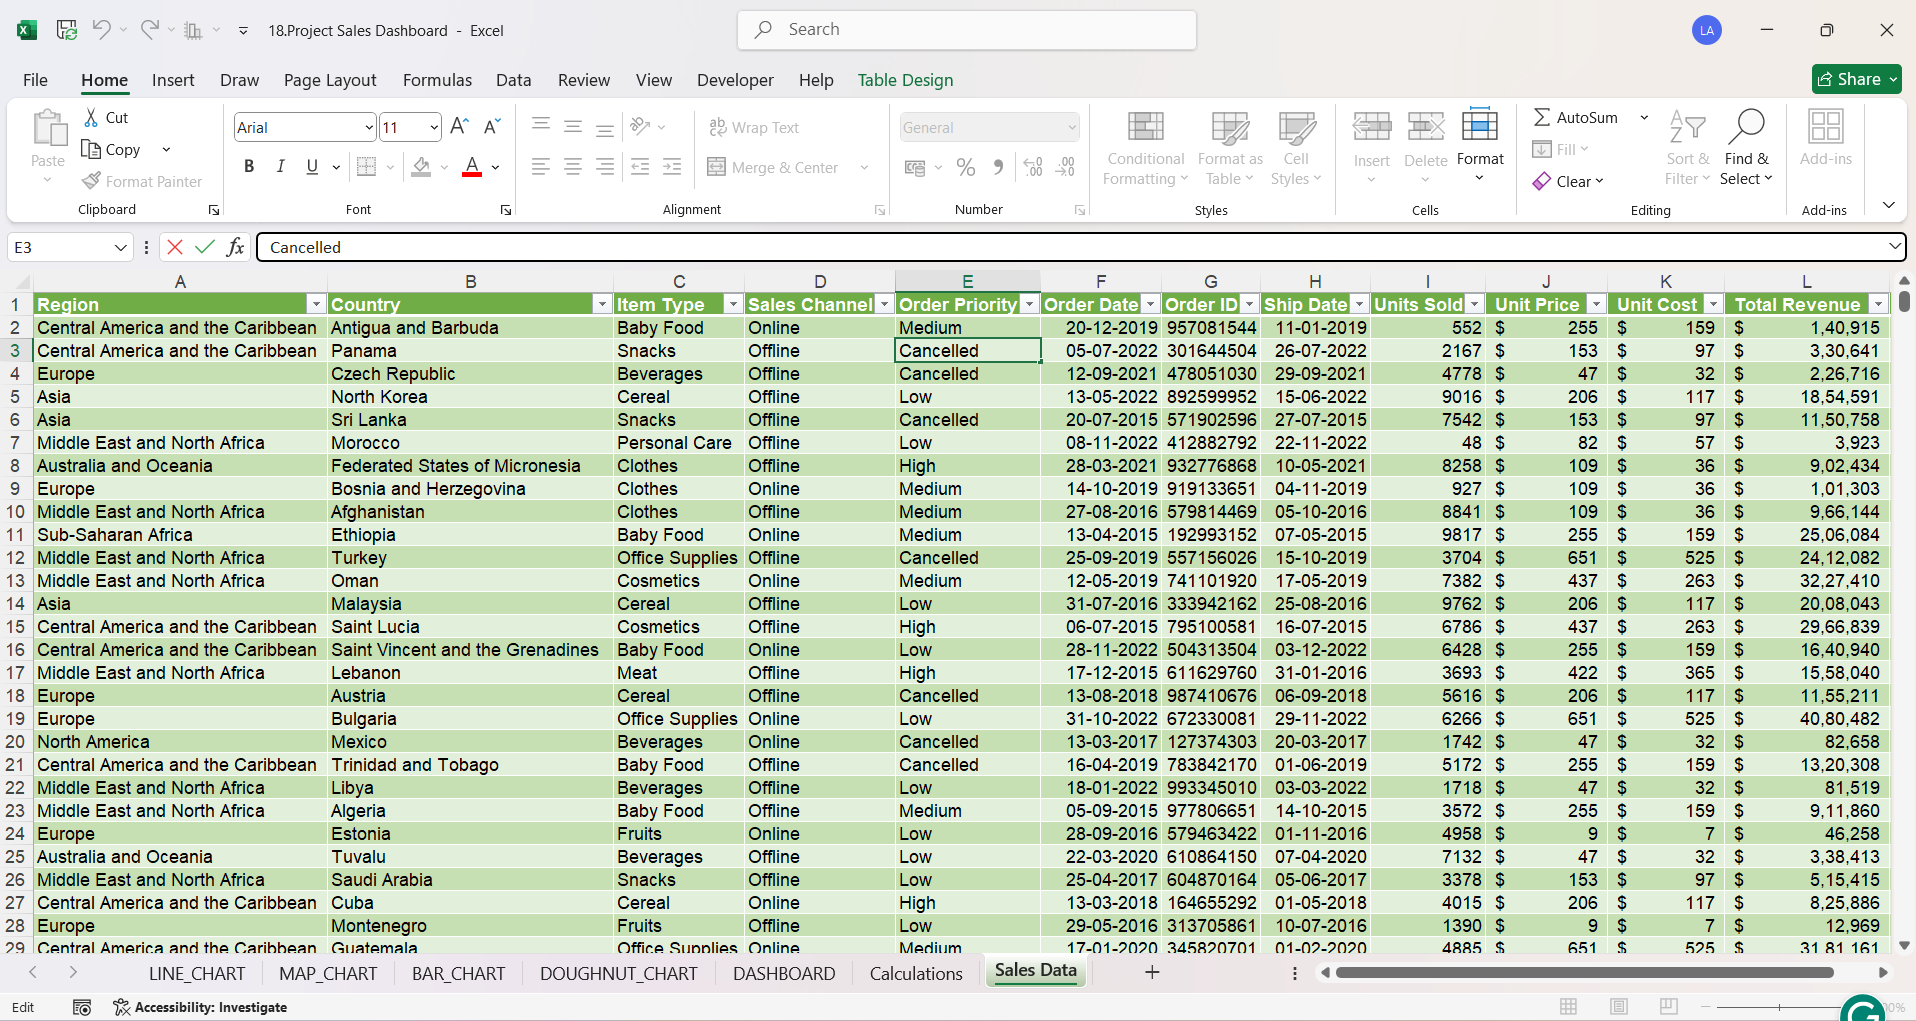 18.Project Sales Dashboard - Excel
Search
LA
File Home Insert Draw Page Layout Formulas Data Review View Developer Help Table Design
Share
Paste
Cut
Copy
Format Painter
Clipboard
Arial 11
B I U
Font
Wrap Text
Merge & Center
Alignment
General
Number
Conditional Formatting
Format as Table
Cell Styles
Styles
Insert Delete Format
Cells
AutoSum
Fill
Clear
Sort & Filter
Find & Select
Editing
Add-ins
Add-ins
E3 fx Cancelled
A B C D E F G H I J K L
1 Region Country Item Type Sales Channel Order Priority Order Date Order ID Ship Date Units Sold Unit Price Unit Cost Total Revenue
2 Central America and the Caribbean Antigua and Barbuda Baby Food Online Medium 20-12-2019 957081544 11-01-2019 552 $ 255 $ 159 $ 1,40,915
3 Central America and the Caribbean Panama Snacks Offline Cancelled 05-07-2022 301644504 26-07-2022 2167 $ 153 $ 97 $ 3,30,641
4 Europe Czech Republic Beverages Offline Cancelled 12-09-2021 478051030 29-09-2021 4778 $ 47 $ 32 $ 2,26,716
5 Asia North Korea Cereal Offline Low 13-05-2022 892599952 15-06-2022 9016 $ 206 $ 117 $ 18,54,591
6 Asia Sri Lanka Snacks Offline Cancelled 20-07-2015 571902596 27-07-2015 7542 $ 153 $ 97 $ 11,50,758
7 Middle East and North Africa Morocco Personal Care Offline Low 08-11-2022 412882792 22-11-2022 48 $ 82 $ 57 $ 3,923
8 Australia and Oceania Federated States of Micronesia Clothes Offline High 28-03-2021 932776868 10-05-2021 8258 $ 109 $ 36 $ 9,02,434
9 Europe Bosnia and Herzegovina Clothes Online Medium 14-10-2019 919133651 04-11-2019 927 $ 109 $ 36 $ 1,01,303
10 Middle East and North Africa Afghanistan Clothes Offline Medium 27-08-2016 579814469 05-10-2016 8841 $ 109 $ 36 $ 9,66,144
11 Sub-Saharan Africa Ethiopia Baby Food Online Medium 13-04-2015 192993152 07-05-2015 9817 $ 255 $ 159 $ 25,06,084
12 Middle East and North Africa Turkey Office Supplies Offline Cancelled 25-09-2019 557156026 15-10-2019 3704 $ 651 $ 525 $ 24,12,082
13 Middle East and North Africa Oman Cosmetics Online Medium 12-05-2019 741101920 17-05-2019 7382 $ 437 $ 263 $ 32,27,410
14 Asia Malaysia Cereal Offline Low 31-07-2016 333942162 25-08-2016 9762 $ 206 $ 117 $ 20,08,043
15 Central America and the Caribbean Saint Lucia Cosmetics Offline High 06-07-2015 795100581 16-07-2015 6786 $ 437 $ 263 $ 29,66,839
16 Central America and the Caribbean Saint Vincent and the Grenadines Baby Food Online Low 28-11-2022 504313504 03-12-2022 6428 $ 255 $ 159 $ 16,40,940
17 Middle East and North Africa Lebanon Meat Offline High 17-12-2015 611629760 31-01-2016 3693 $ 422 $ 365 $ 15,58,040
18 Europe Austria Cereal Offline Cancelled 13-08-2018 987410676 06-09-2018 5616 $ 206 $ 117 $ 11,55,211
19 Europe Bulgaria Office Supplies Online Low 31-10-2022 672330081 29-11-2022 6266 $ 651 $ 525 $ 40,80,482
20 North America Mexico Beverages Online Cancelled 13-03-2017 127374303 20-03-2017 1742 $ 47 $ 32 $ 82,658
21 Central America and the Caribbean Trinidad and Tobago Baby Food Offline Cancelled 16-04-2019 783842170 01-06-2019 5172 $ 255 $ 159 $ 13,20,308
22 Middle East and North Africa Libya Beverages Offline Low 18-01-2022 993345010 03-03-2022 1718 $ 47 $ 32 $ 81,519
23 Middle East and North Africa Algeria Baby Food Offline Medium 05-09-2015 977806651 14-10-2015 3572 $ 255 $ 159 $ 9,11,860
24 Europe Estonia Fruits Online Low 28-09-2016 579463422 01-11-2016 4958 $ 9 $ 7 $ 46,258
25 Australia and Oceania Tuvalu Beverages Offline Low 22-03-2020 610864150 07-04-2020 7132 $ 47 $ 32 $ 3,38,413
26 Middle East and North Africa Saudi Arabia Snacks Offline Low 25-04-2017 604870164 05-06-2017 3378 $ 153 $ 97 $ 5,15,415
27 Central America and the Caribbean Cuba Cereal Online High 13-03-2018 164655292 01-05-2018 4015 $ 206 $ 117 $ 8,25,886
28 Europe Montenegro Fruits Offline Low 29-05-2016 313705861 10-07-2016 1390 $ 9 $ 7 $ 12,969
29 Central America and the Caribbean Guatemala Office Supplies Online Medium 17-01-2020 345820701 01-02-2020 4885 $ 651 $ 525 $ 31,81,161
LINE_CHART MAP_CHART BAR_CHART DOUGHNUT_CHART DASHBOARD Calculations Sales Data
Edit Accessibility: Investigate